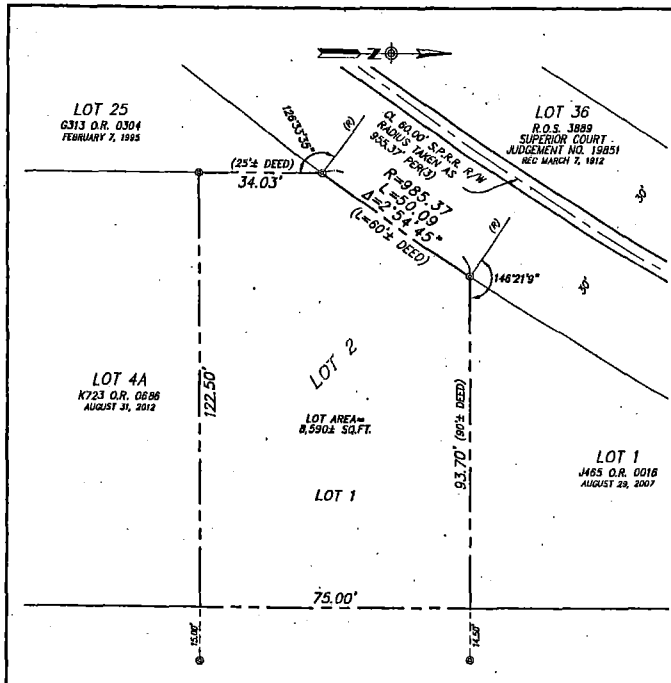 N
LOT 25
G313 O.R. 0304
FEBRUARY 7, 1995
126°33'35"
(R)
(25'± DEED)
34.03'
CL 60.00' S.P.R.R. R/W
RADIUS TAKEN AS
955.37' PER(3)
R=985.37
L=50.09
Δ=2°54'45"
(L=60'± DEED)
LOT 36
R.O.S. 3889
SUPERIOR COURT
JUDGEMENT NO. 19851
REC MARCH 7, 1912
30'
30'
(R)
146°21'9"
LOT 4A
K723 O.R. 0686
AUGUST 31, 2012
122.50'
LOT 2
LOT AREA=
8,590± SQ.FT.
LOT 1
93.70' (90'± DEED)
LOT 1
J465 O.R. 0016
AUGUST 29, 2007
75.00'
15.00'
14.50'